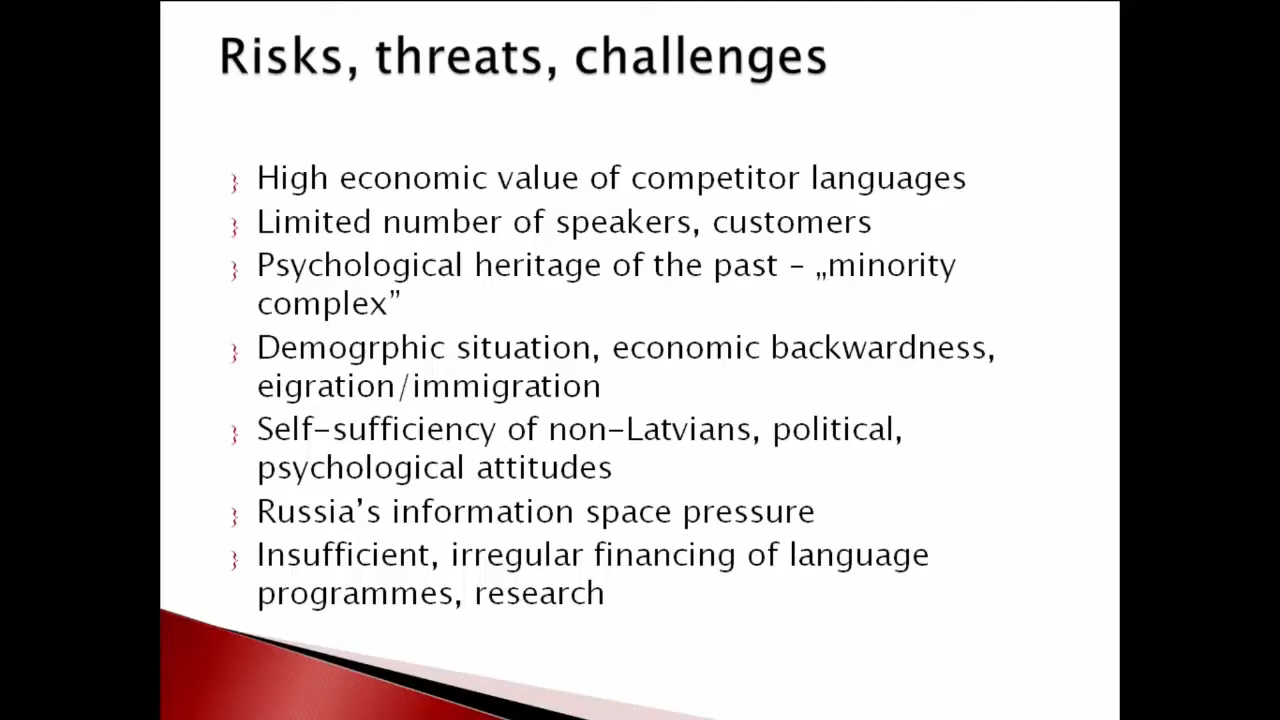 Risks, threats, challenges
High economic value of competitor languages
Limited number of speakers, customers
Psychological heritage of the past – „minority
complex”
Demogrphic situation, economic backwardness,
eigration/immigration
Self-sufficiency of non-Latvians, political,
psychological attitudes
Russia’s information space pressure
Insufficient, irregular financing of language
programmes, research